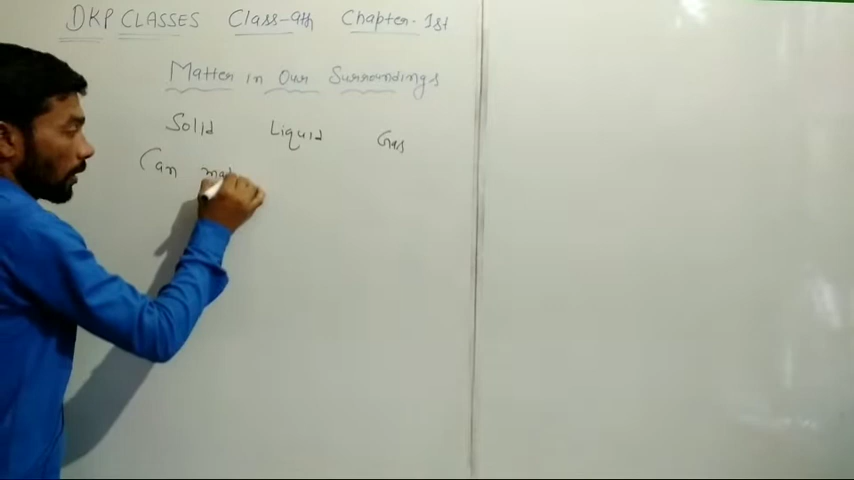 DKP CLASSES Class-9th Chapter-1st
Matter in Our Surroundings
Solid Liquid Gas
Can